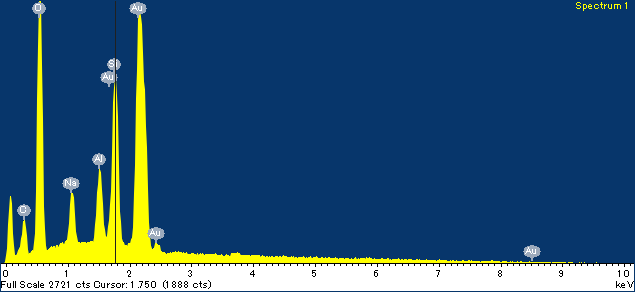 Spectrum 1
O Au
Si
Au
Al
Na
Au
Au
0 1 2 3 4 5 6 7 8 9 10
Full Scale 2721 cts Cursor: 1.750 (1888 cts) keV